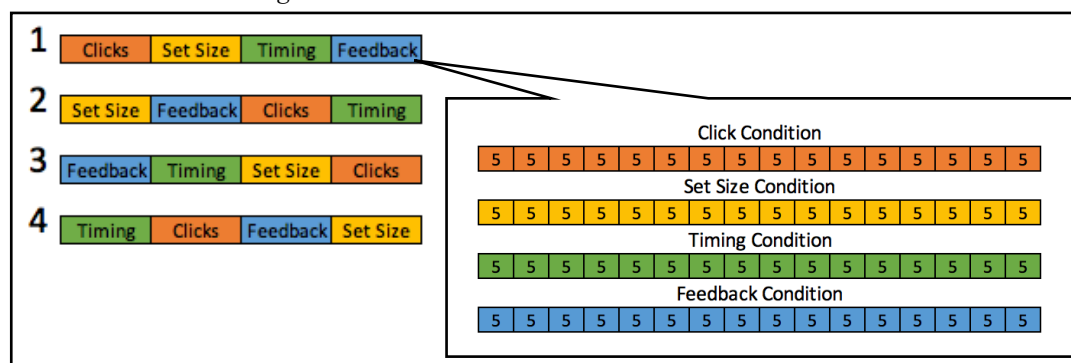 1 Clicks Set Size Timing Feedback
2 Set Size Feedback Clicks Timing
3 Feedback Timing Set Size Clicks
4 Timing Clicks Feedback Set Size
Click Condition
5 5 5 5 5 5 5 5 5 5 5 5 5 5 5 5
Set Size Condition
5 5 5 5 5 5 5 5 5 5 5 5 5 5 5 5
Timing Condition
5 5 5 5 5 5 5 5 5 5 5 5 5 5 5 5
Feedback Condition
5 5 5 5 5 5 5 5 5 5 5 5 5 5 5 5